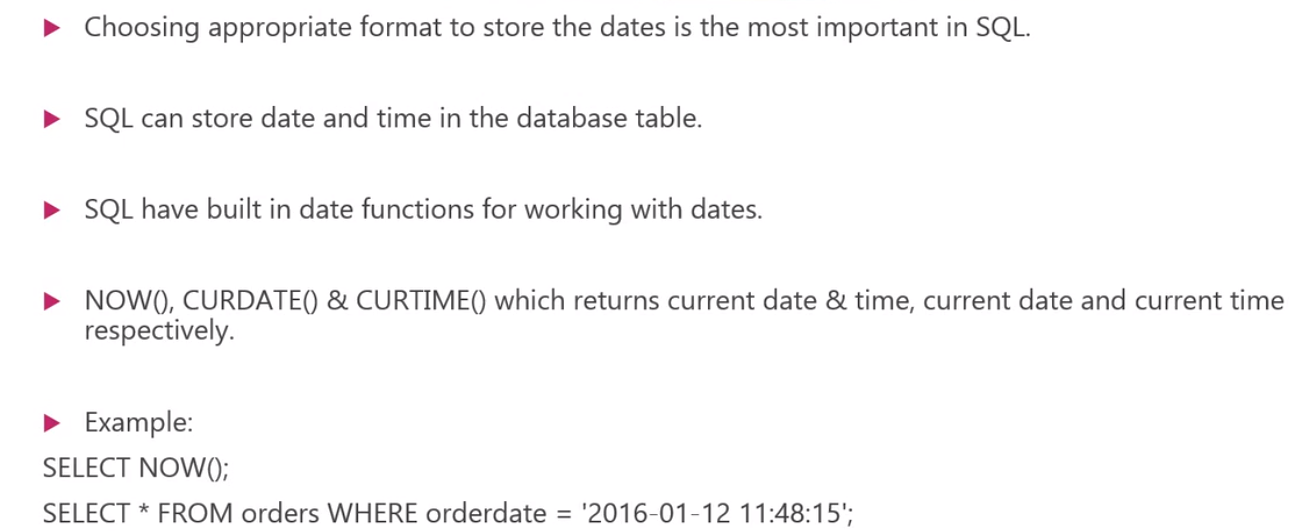 Choosing appropriate format to store the dates is the most important in SQL.
SQL can store date and time in the database table.
SQL have built in date functions for working with dates.
NOW(), CURDATE() & CURTIME() which returns current date & time, current date and current time
respectively.
Example:
SELECT NOW();
SELECT * FROM orders WHERE orderdate = '2016-01-12 11:48:15';